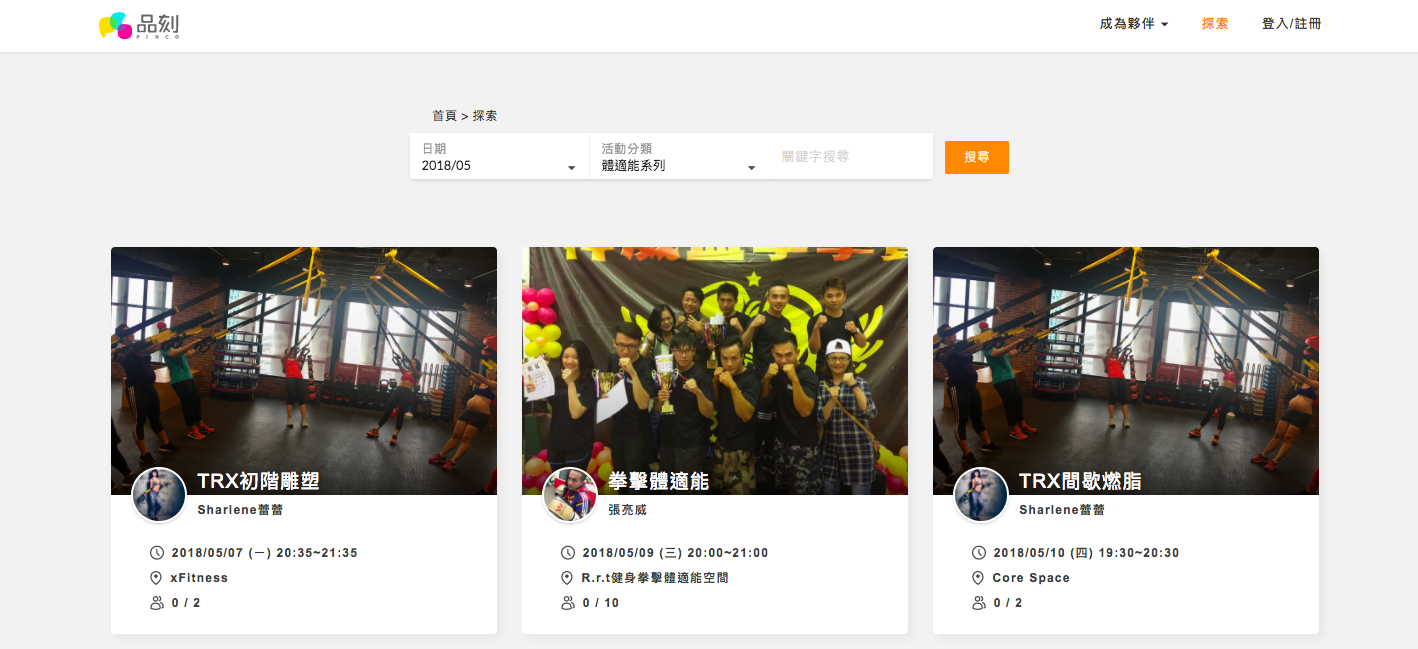 品刻
PINCO
成為夥伴
探索
登入/註冊
首頁 > 探索
日期
2018/05
活動分類
體適能系列
關鍵字搜尋
搜尋
TRX初階雕塑
Sharlene蕾蕾
2018/05/07 (一) 20:35~21:35
xFitness
0 / 2
拳擊體適能
張亮威
2018/05/09 (三) 20:00~21:00
R.r.t健身拳擊體適能空間
0 / 10
TRX間歇燃脂
Sharlene蕾蕾
2018/05/10 (四) 19:30~20:30
Core Space
0 / 2